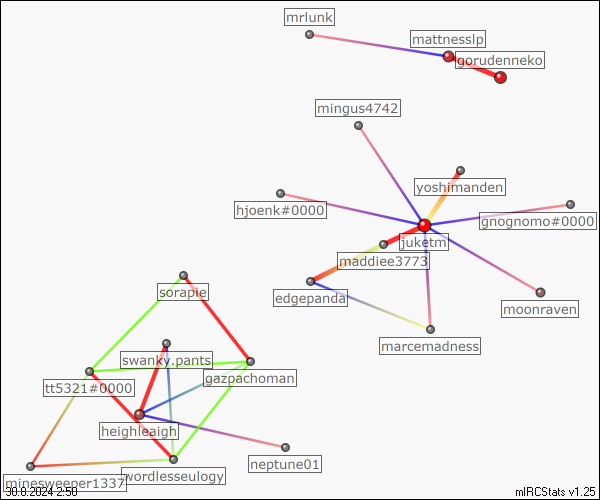 mrlunk
mattnesslp
gorudenneko
mingus4742
yoshimanden
hjoenk#0000
gnognomo#0000
juketm
maddiee3773
sorapie
edgepanda
moonraven
marcemadness
swanky.pants
gazpachoman
tt5321#0000
heighleaigh
neptune01
wordlesseulogy
minesweeper1337
30.8.2024 2:50
mIRCStats v1.25